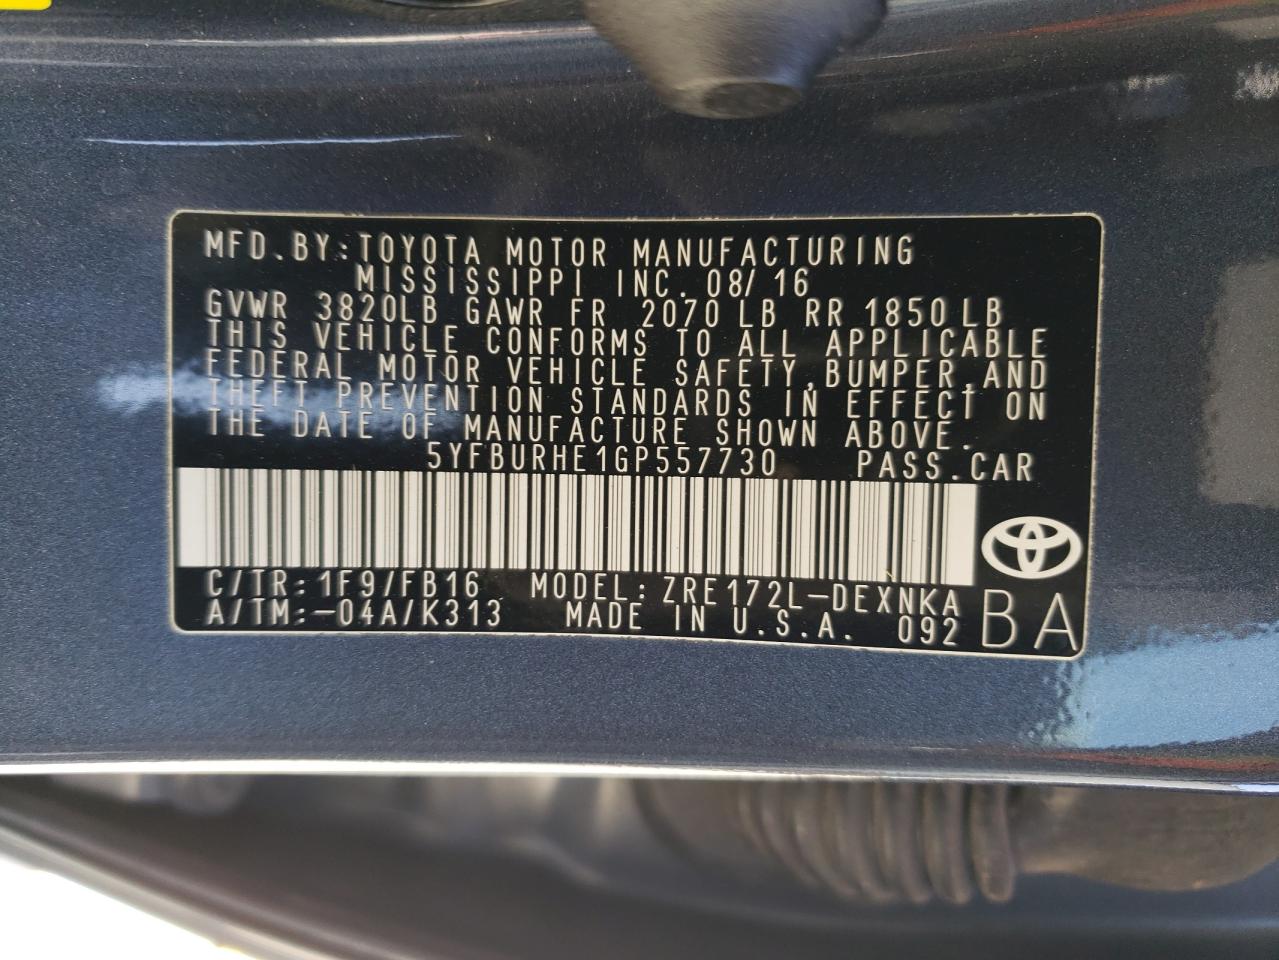 MFD.BY:TOYOTA MOTOR MANUFACTURING
MISSISSIPPI INC. 08/16
GVWR 3820LB GAWR FR 2070 LB RR 1850 LB
THIS VEHICLE CONFORMS TO ALL APPLICABLE
FEDERAL MOTOR VEHICLE SAFETY,BUMPER,AND
THEFT PREVENTION STANDARDS IN EFFECT ON
THE DATE OF MANUFACTURE SHOWN ABOVE.
5YFBURHE1GP557730 PASS.CAR
C/TR:1F9/FB16 MODEL:ZRE172L-DEXNKA
A/TM:-04A/K313 MADE IN U.S.A. 092 BA